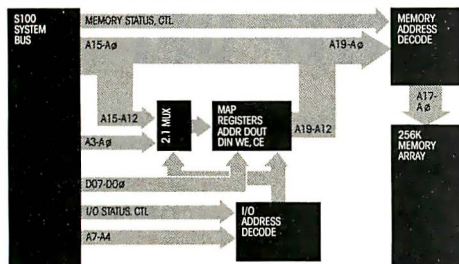 S100
SYSTEM
BUS
MEMORY STATUS, CTL
MEMORY
ADDRESS
DECODE
A15-Aø
A19-Aø
A17-
Aø
A15-A12
2.1 MUX
MAP
REGISTERS
ADDR DOUT
DIN WE, CE
A19-A12
256K
MEMORY
ARRAY
A3-Aø
D07-D0ø
I/O STATUS, CTL
I/O
ADDRESS
DECODE
A7-A4